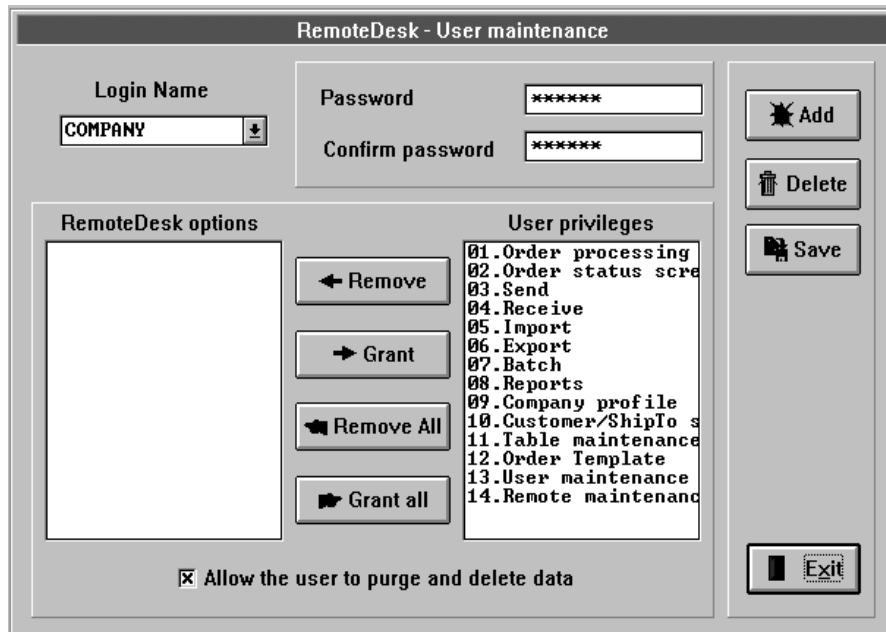 RemoteDesk - User maintenance
Login Name
COMPANY
Password
******
Confirm password
******
Add
Delete
Save
RemoteDesk options
User privileges
Remove
Grant
Remove All
Grant all
01.Order processing
02.Order status scre
03.Send
04.Receive
05.Import
06.Export
07.Batch
08.Reports
09.Company profile
10.Customer/ShipTo s
11.Table maintenance
12.Order Template
13.User maintenance
14.Remote maintenanc
Allow the user to purge and delete data
Exit